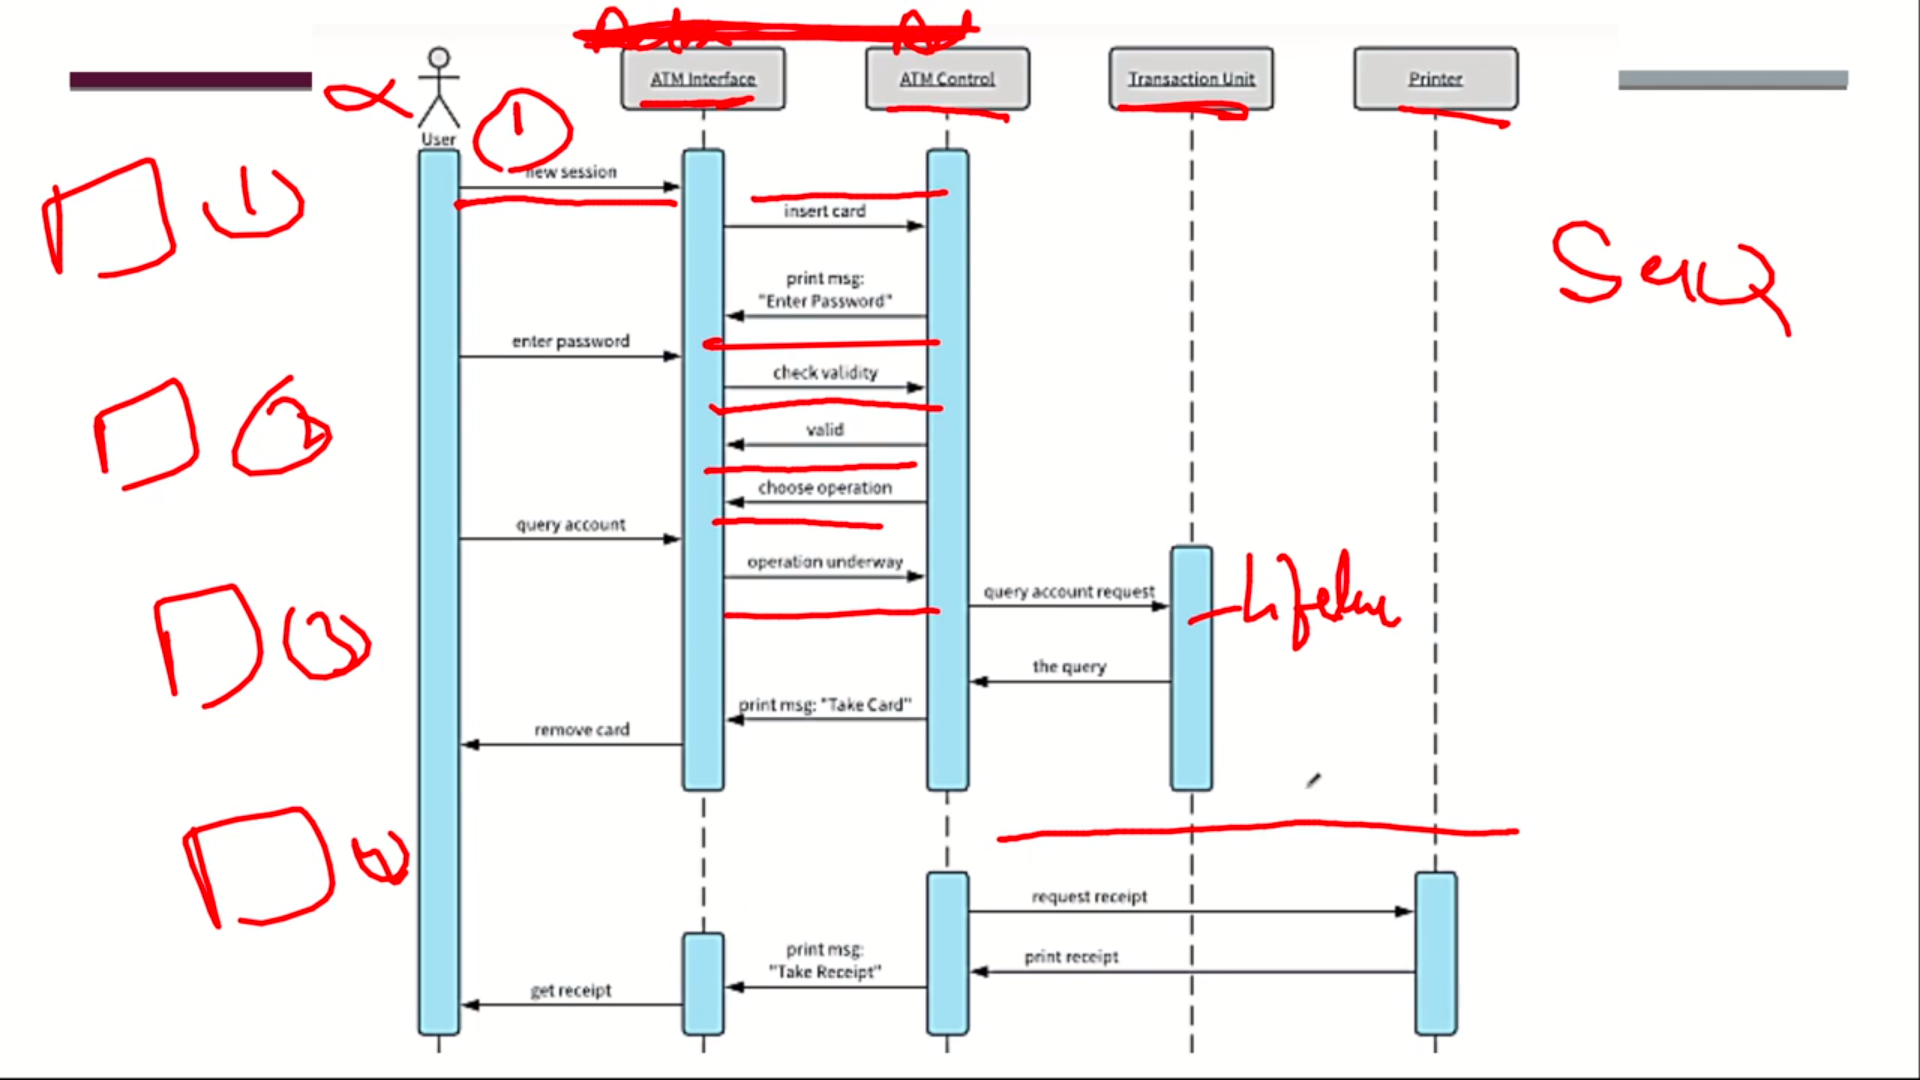 ATM Interface
ATM Control
Transaction Unit
Printer
User
1
new session
1
insert card
print msg:
"Enter Password"
enter password
check validity
2
valid
choose operation
query account
operation underway
query account request
3
the query
print msg: "Take Card"
remove card
4
request receipt
print msg:
"Take Receipt"
print receipt
get receipt